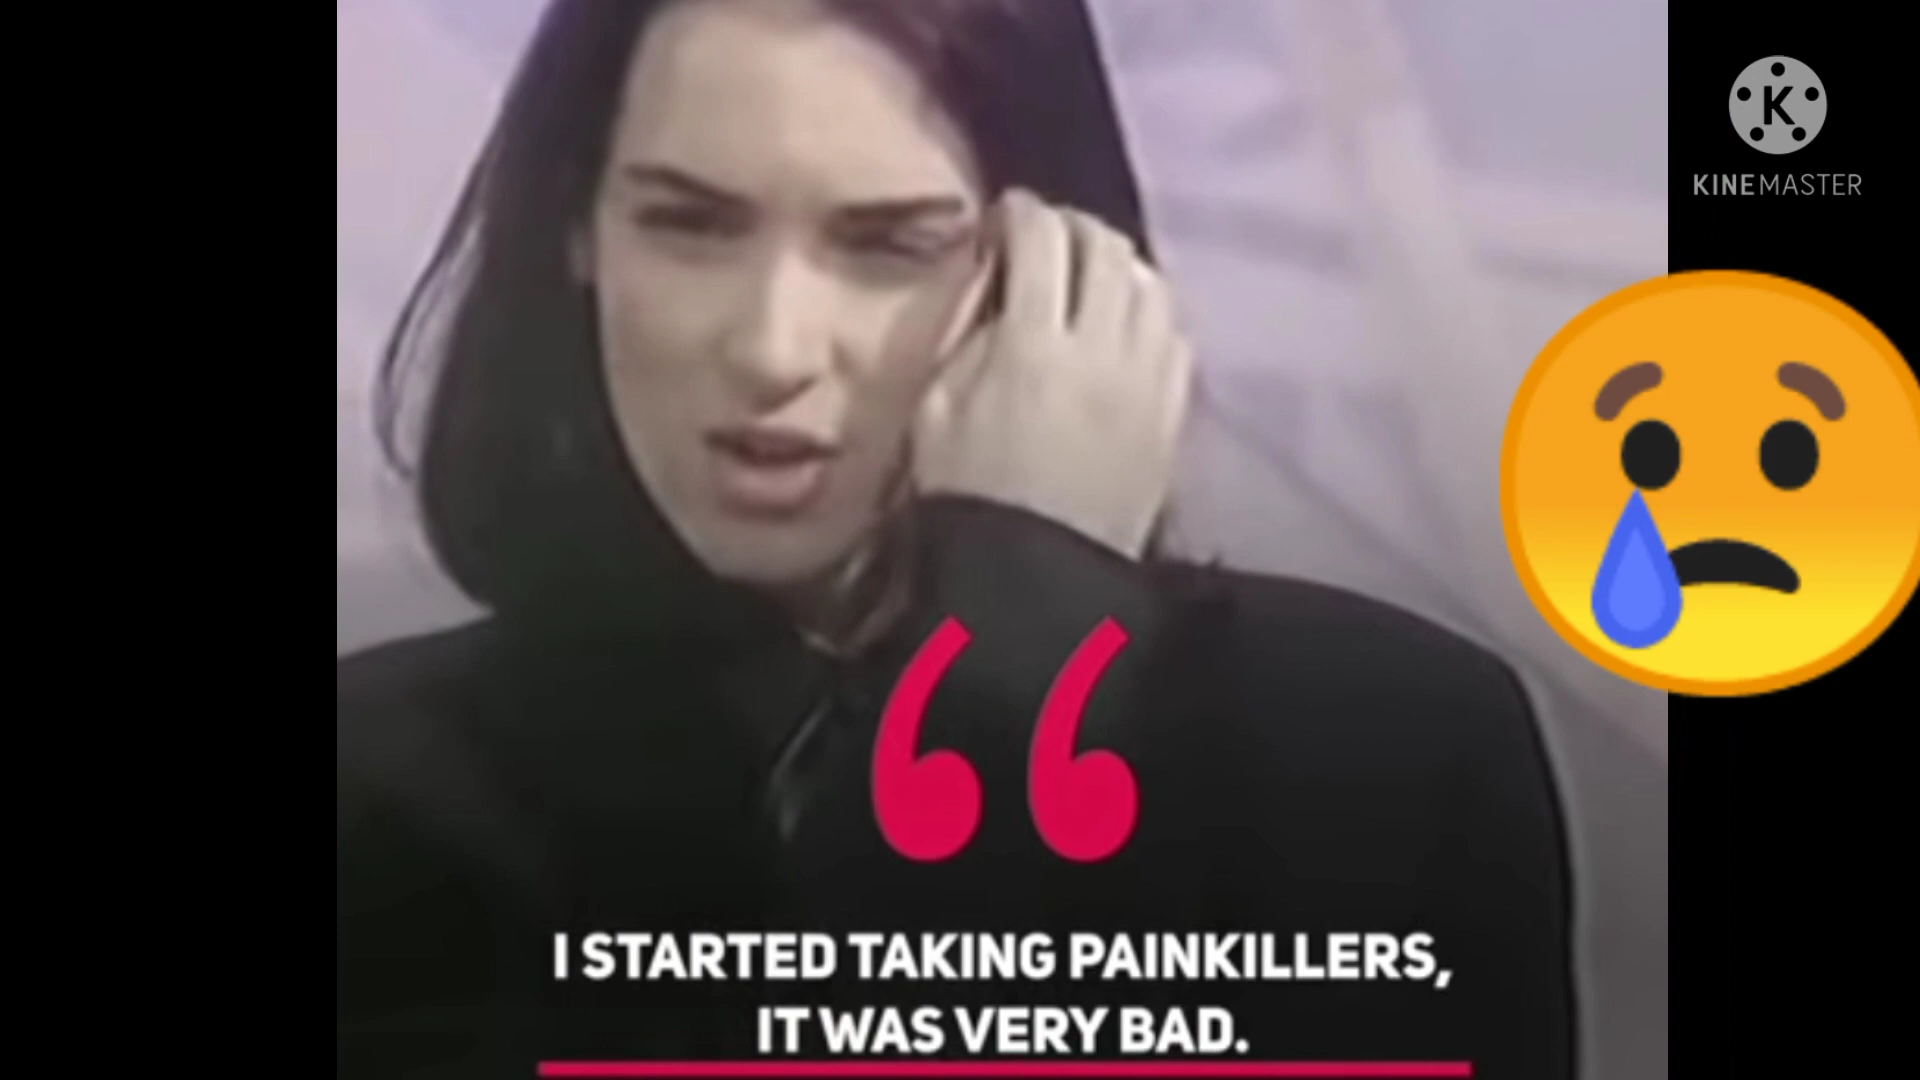 K
KINEMASTER
“
I STARTED TAKING PAINKILLERS,
IT WAS VERY BAD.